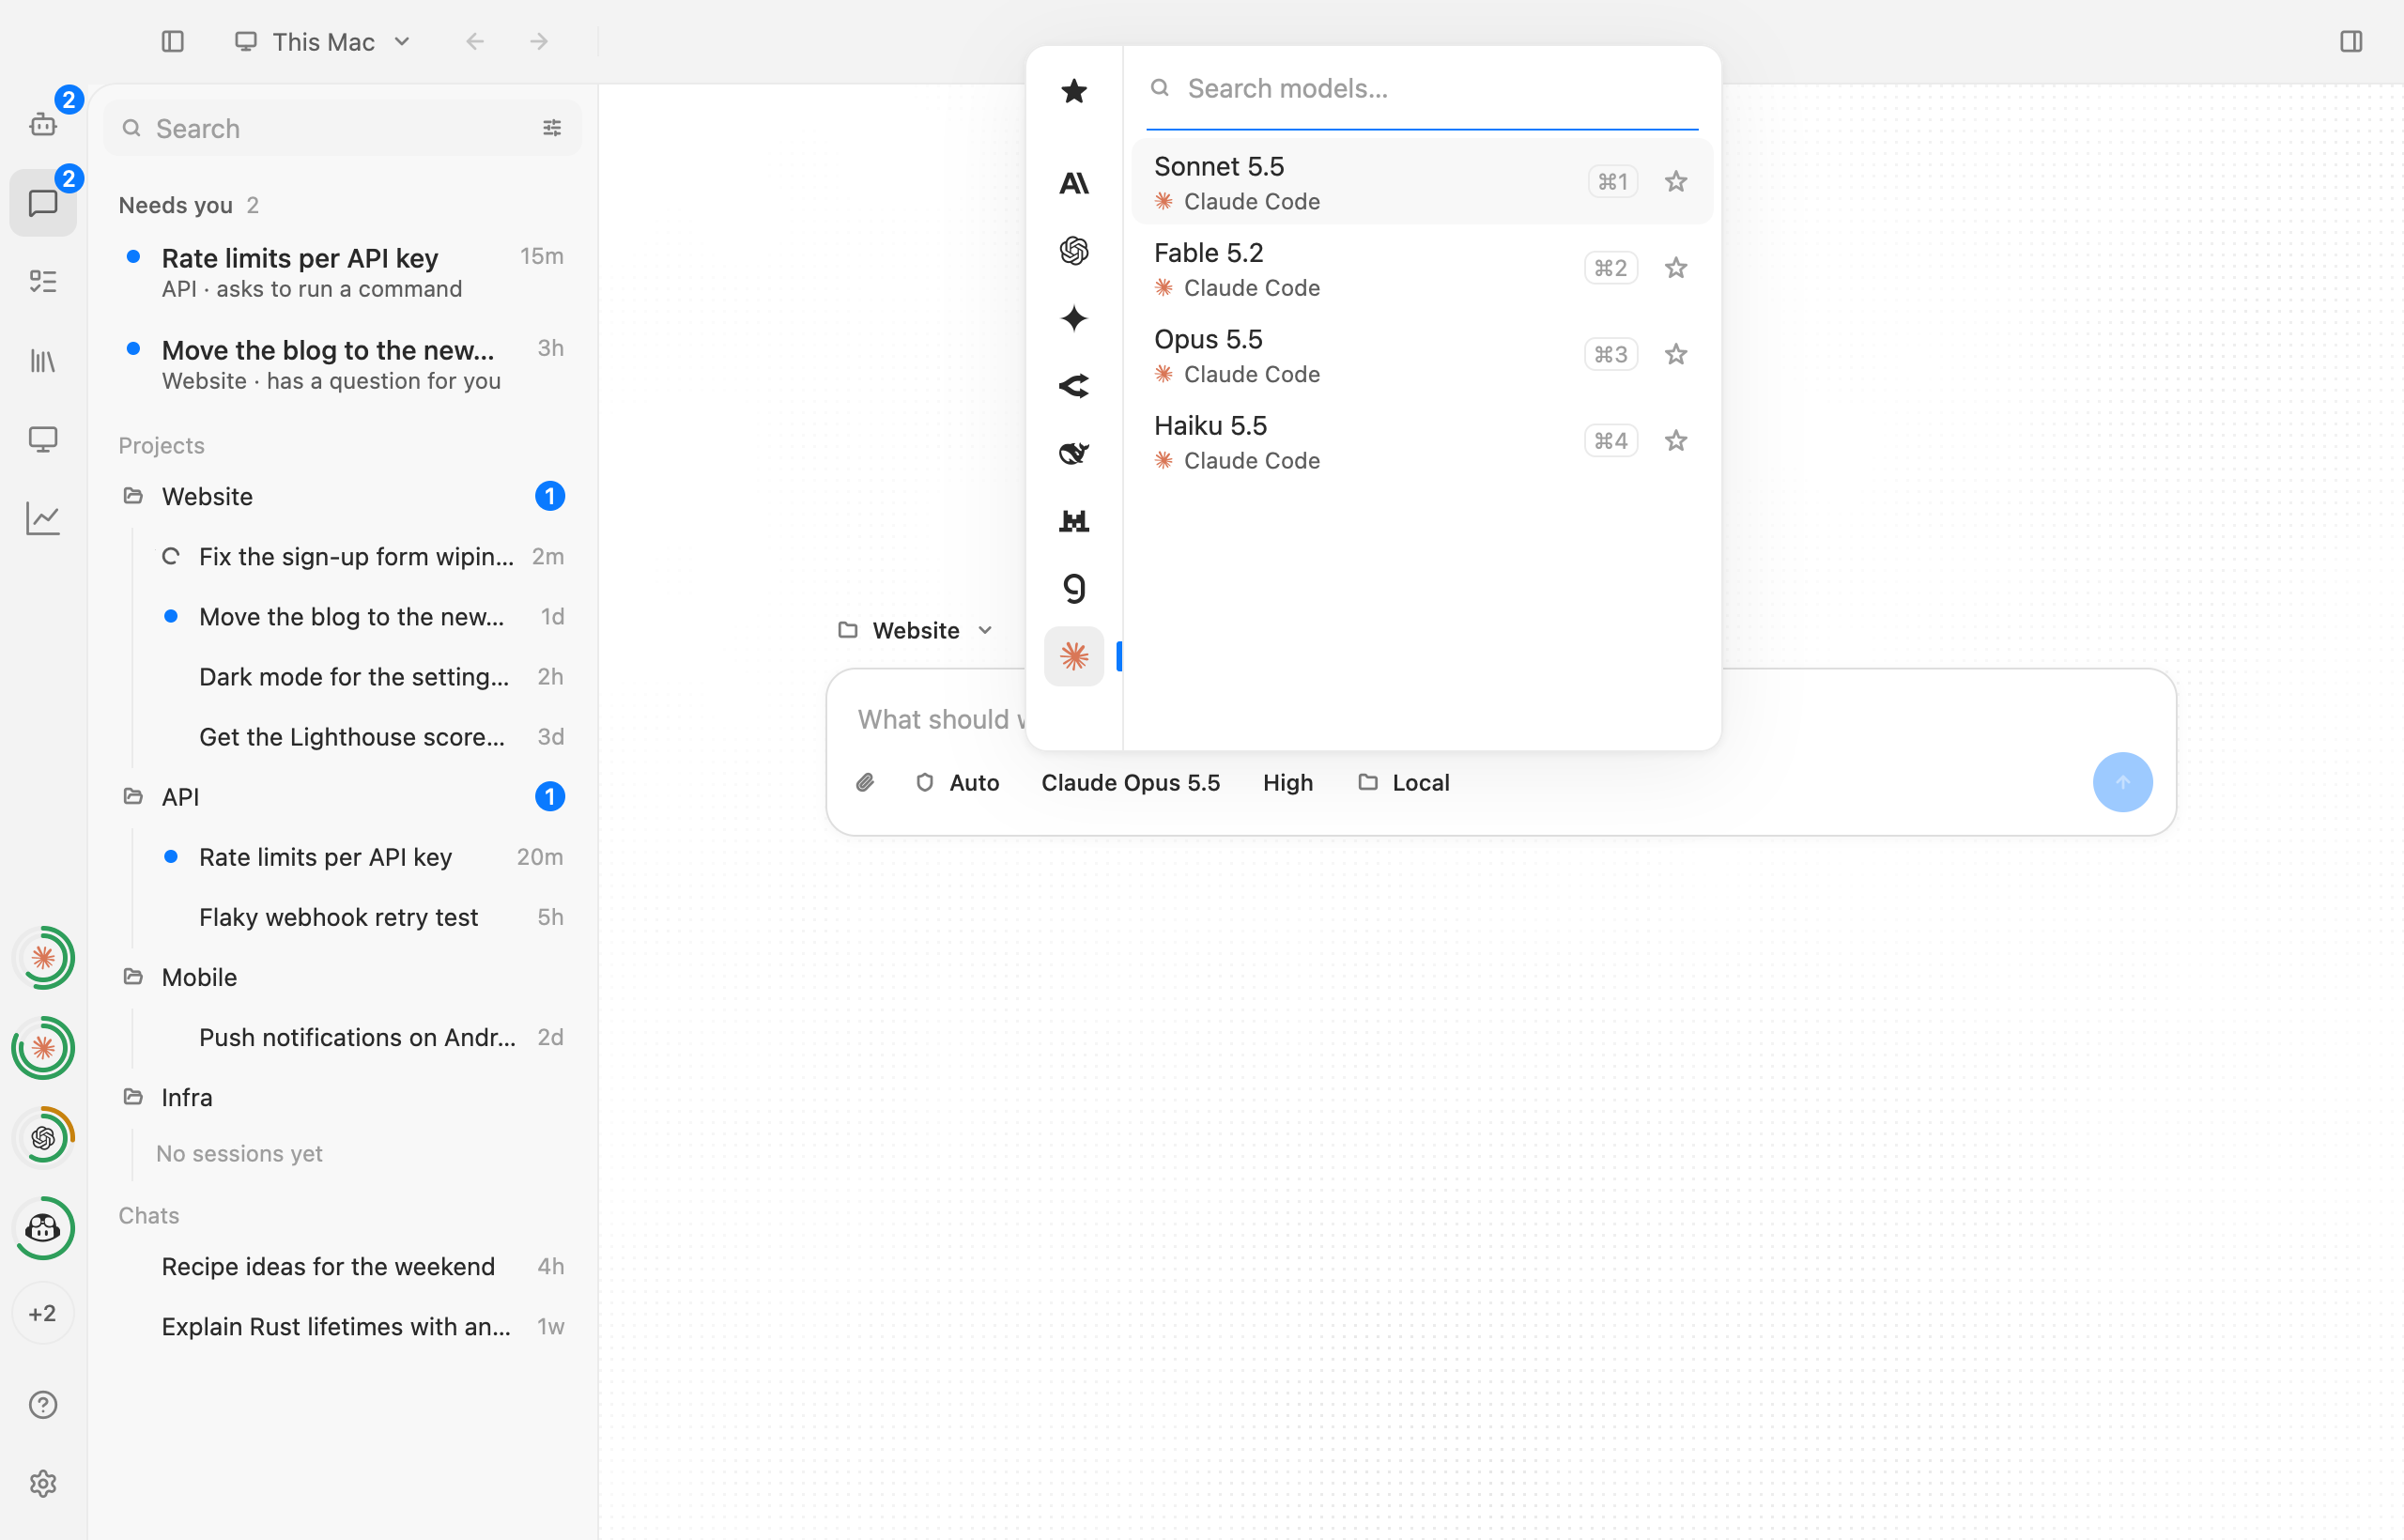 This Mac
2
2
Search
Needs you 2
Rate limits per API key 15m
API · asks to run a command
Move the blog to the new... 3h
Website · has a question for you
Projects
Website 1
Fix the sign-up form wipin... 2m
Move the blog to the new... 1d
Dark mode for the setting... 2h
Get the Lighthouse score... 3d
API 1
Rate limits per API key 20m
Flaky webhook retry test 5h
Mobile
Push notifications on Andr... 2d
Infra
No sessions yet
Chats
Recipe ideas for the weekend 4h
Explain Rust lifetimes with an... 1w
+2
Search models...
Sonnet 5.5 ⌘1
Claude Code
Fable 5.2 ⌘2
Claude Code
Opus 5.5 ⌘3
Claude Code
Haiku 5.5 ⌘4
Claude Code
Website
What should
Auto Claude Opus 5.5 High Local